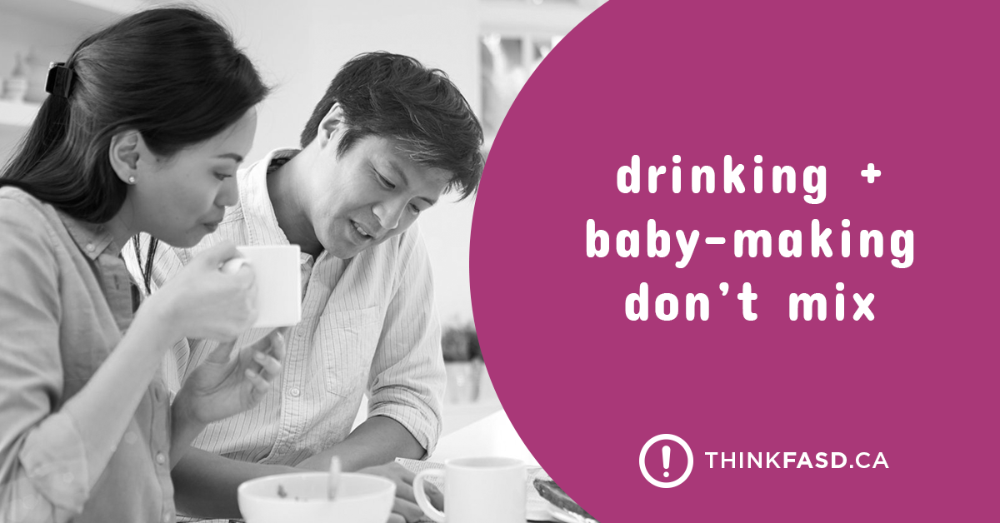 drinking +
baby-making
don’t mix
THINKFASD.CA